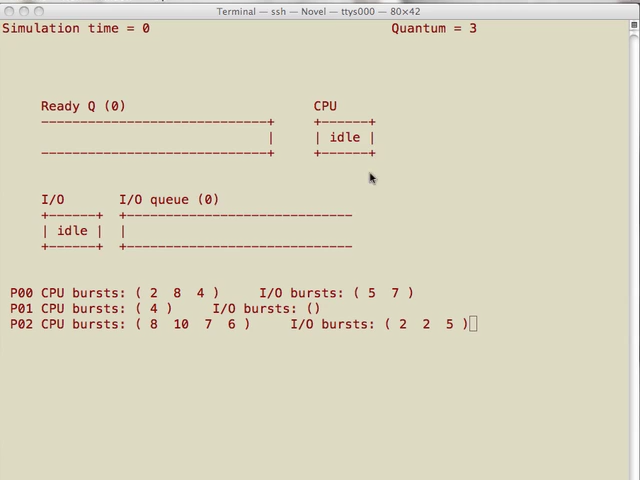 Terminal — ssh — Novel — ttys000 — 80×42
Simulation time = 0 Quantum = 3
Ready Q (0) CPU
| idle |
I/O I/O queue (0)
| idle | |
P00 CPU bursts: ( 2 8 4 ) I/O bursts: ( 5 7 )
P01 CPU bursts: ( 4 ) I/O bursts: ()
P02 CPU bursts: ( 8 10 7 6 ) I/O bursts: ( 2 2 5 )